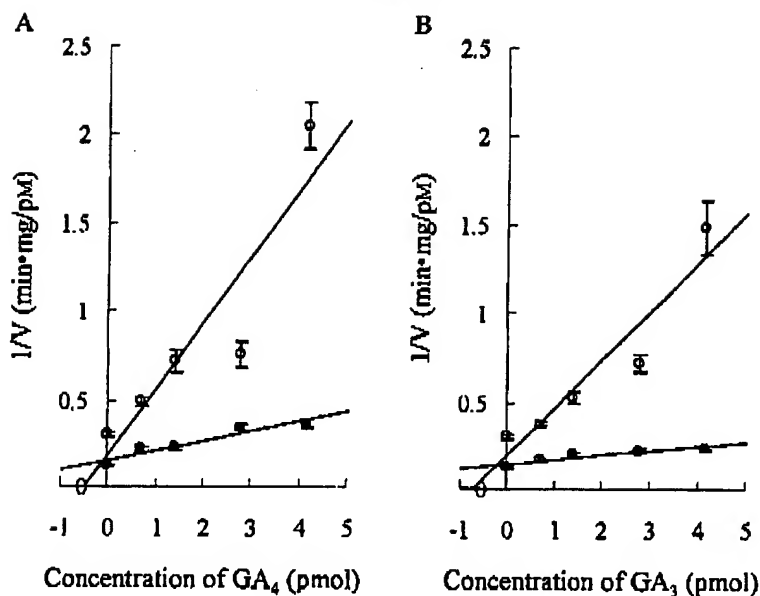 A
2.5
2
1.5
1
0.5
0
-1 0 1 2 3 4 5
1/V (min•mg/pM)
Concentration of GA4 (pmol)
B
2.5
2
1.5
1
0.5
0
-1 0 1 2 3 4 5
1/V (min•mg/pM)
Concentration of GA3 (pmol)